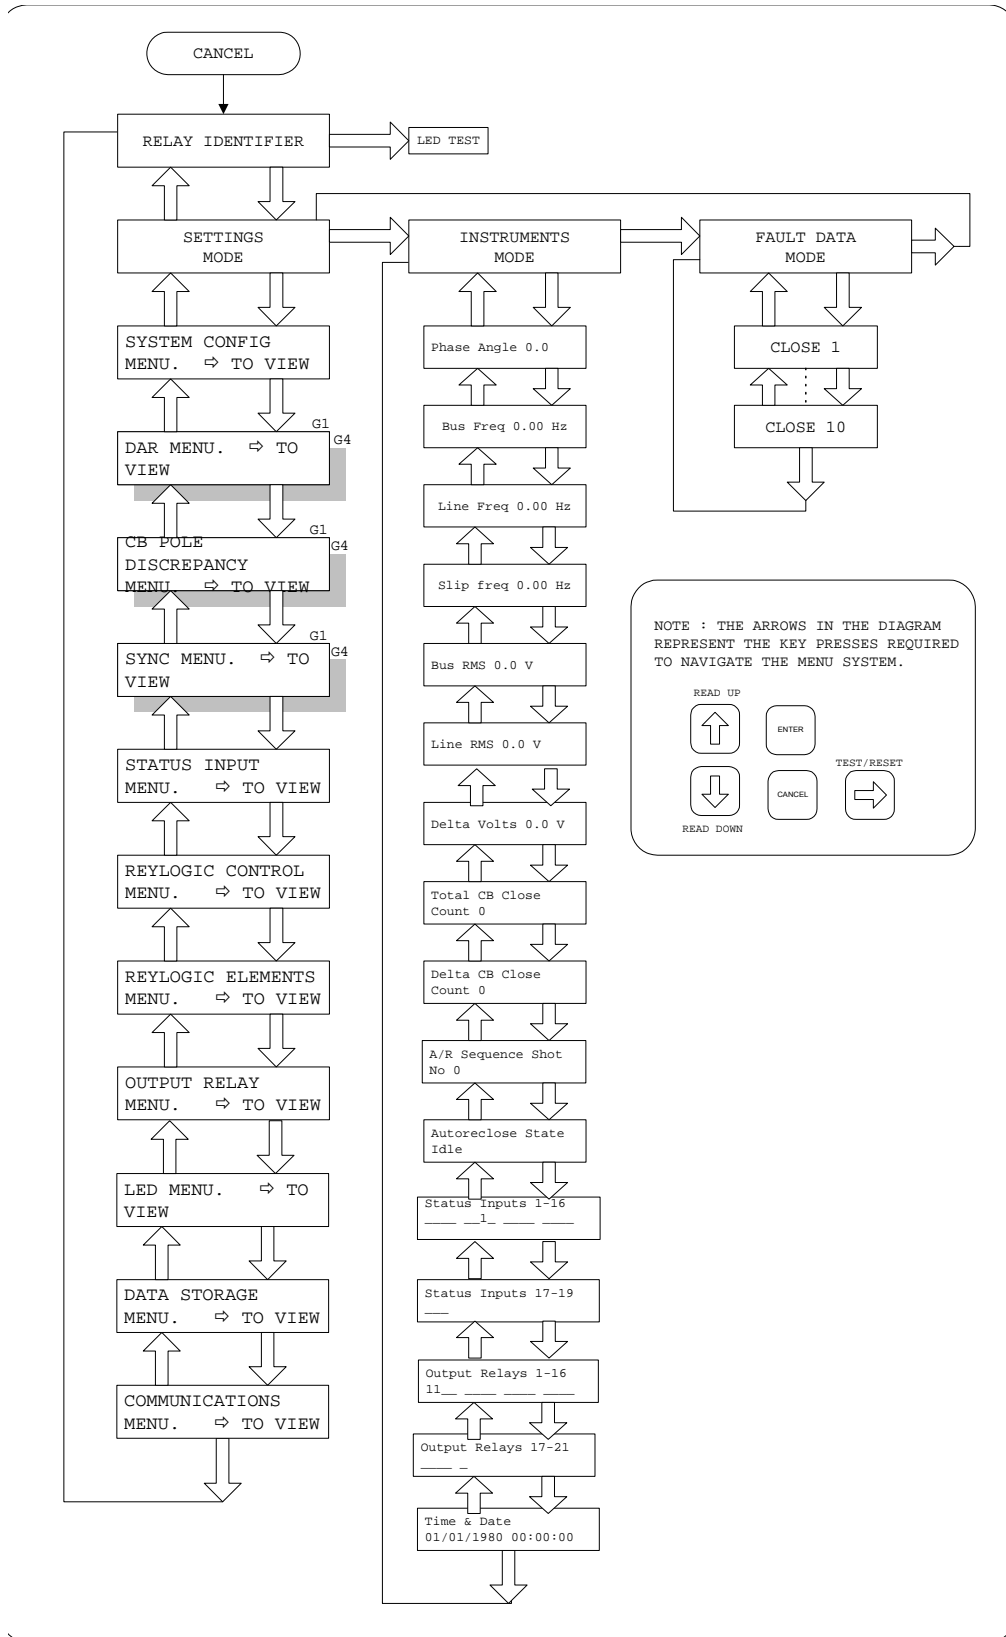 CANCEL
RELAY IDENTIFIER
LED TEST
SETTINGS
MODE
INSTRUMENTS
MODE
FAULT DATA
MODE
SYSTEM CONFIG
MENU. ⇨ TO VIEW
G1
G4
DAR MENU. ⇨ TO
VIEW
G1
G4
CB POLE
DISCREPANCY
MENU. ⇨ TO VIEW
G1
G4
SYNC MENU. ⇨ TO
VIEW
STATUS INPUT
MENU. ⇨ TO VIEW
REYLOGIC CONTROL
MENU. ⇨ TO VIEW
REYLOGIC ELEMENTS
MENU. ⇨ TO VIEW
OUTPUT RELAY
MENU. ⇨ TO VIEW
LED MENU. ⇨ TO
VIEW
DATA STORAGE
MENU. ⇨ TO VIEW
COMMUNICATIONS
MENU. ⇨ TO VIEW
Phase Angle 0.0
Bus Freq 0.00 Hz
Line Freq 0.00 Hz
Slip freq 0.00 Hz
Bus RMS 0.0 V
Line RMS 0.0 V
Delta Volts 0.0 V
Total CB Close
Count 0
Delta CB Close
Count 0
A/R Sequence Shot
No 0
Autoreclose State
Idle
Status Inputs 1-16
____ __1_ ____ ____
Status Inputs 17-19
___
Output Relays 1-16
11__ ____ ____ ____
Output Relays 17-21
____ _
Time & Date
01/01/1980 00:00:00
CLOSE 1
CLOSE 10
NOTE : THE ARROWS IN THE DIAGRAM
REPRESENT THE KEY PRESSES REQUIRED
TO NAVIGATE THE MENU SYSTEM.
READ UP
ENTER
TEST/RESET
CANCEL
READ DOWN